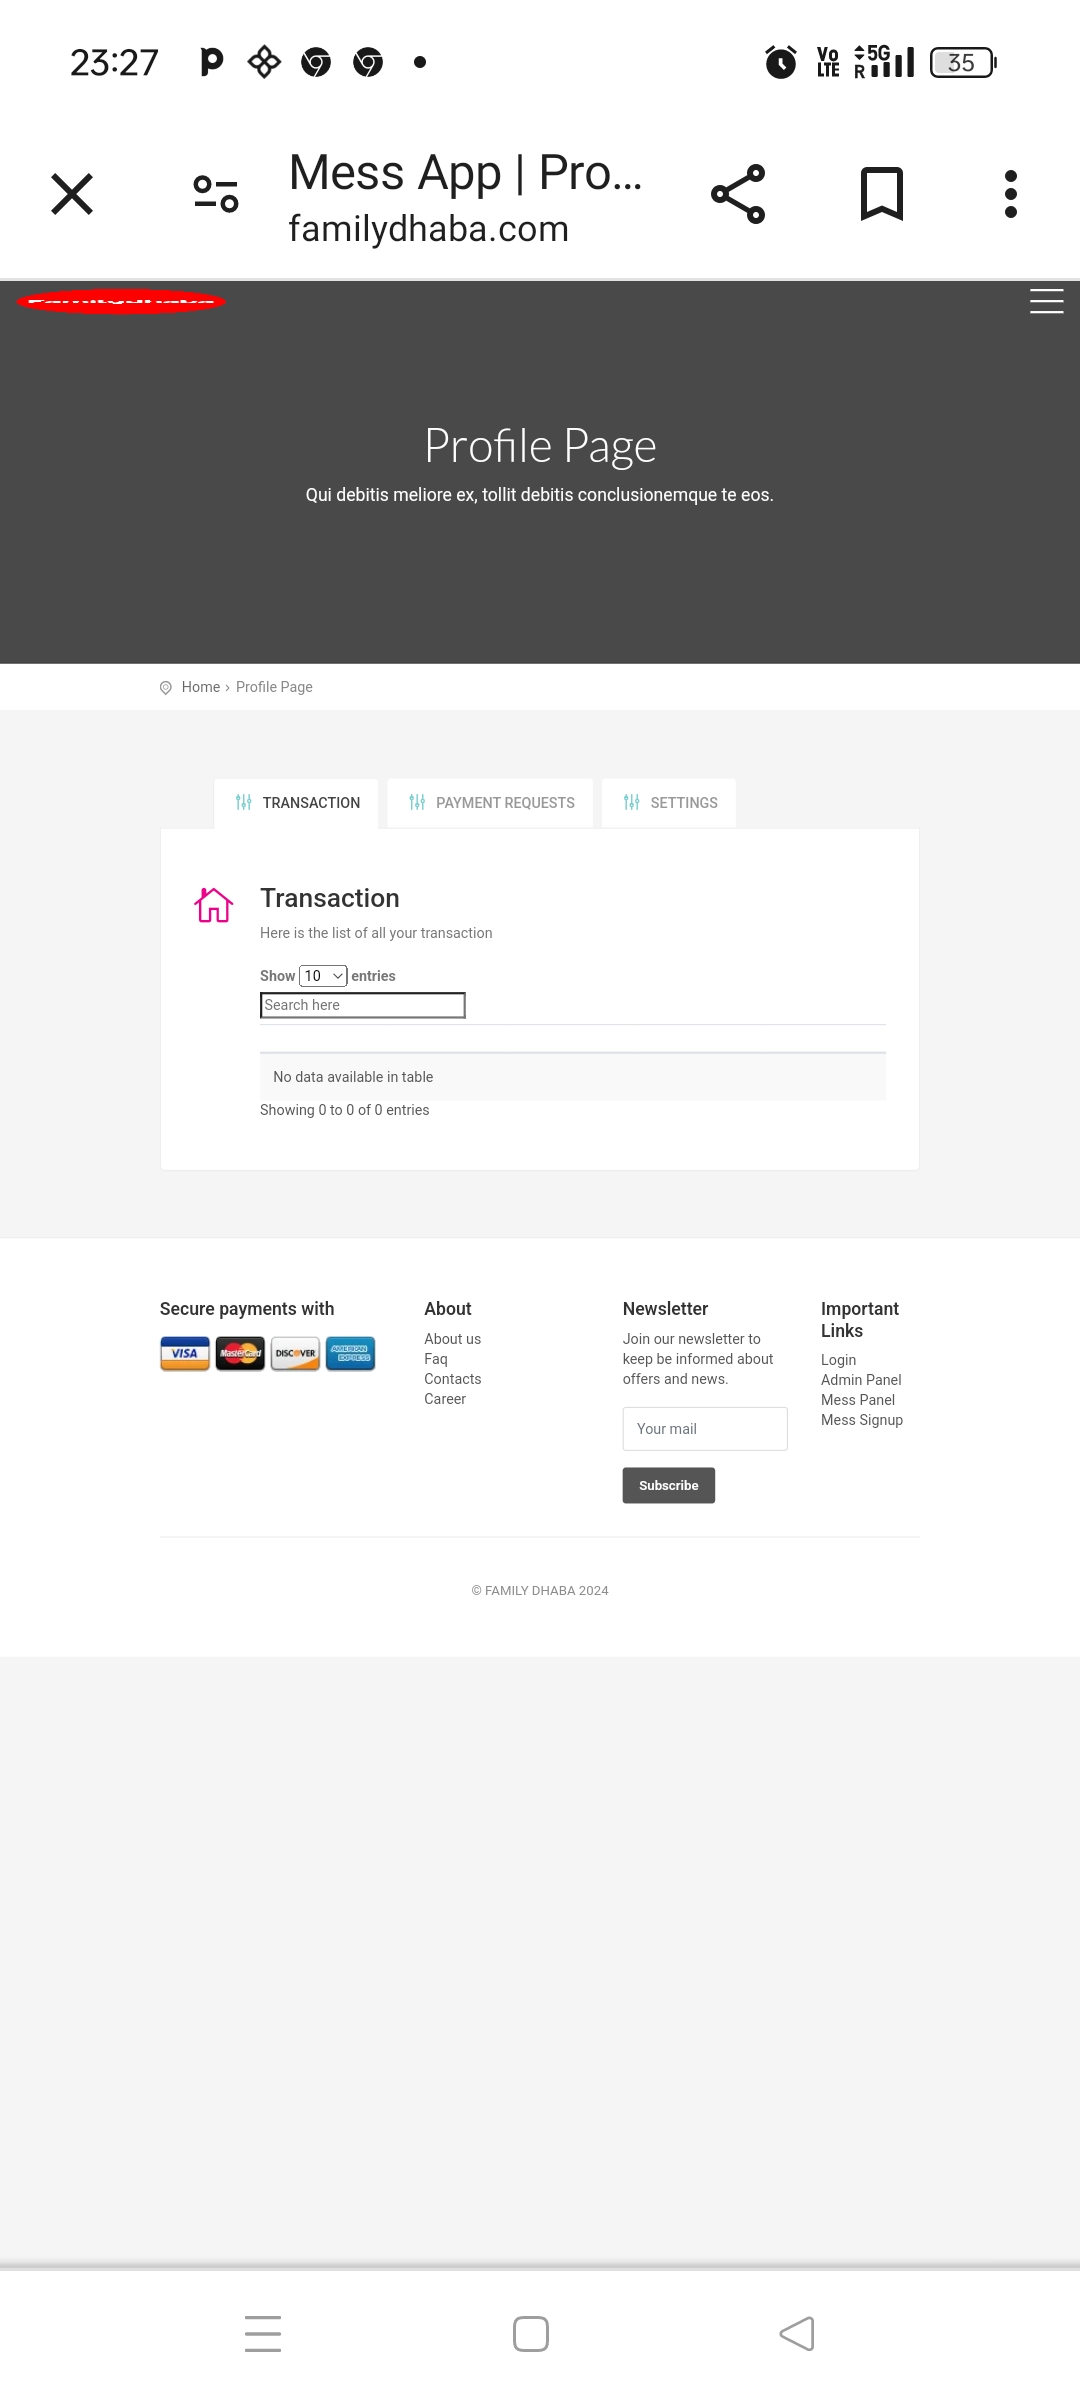 23:27
Vo LTE
5G
R
35
Mess App | Pro...
familydhaba.com
Profile Page
Qui debitis meliore ex, tollit debitis conclusionemque te eos.
Home › Profile Page
TRANSACTION
PAYMENT REQUESTS
SETTINGS
Transaction
Here is the list of all your transaction
Show 10 entries
Search here
No data available in table
Showing 0 to 0 of 0 entries
Secure payments with
VISA MasterCard DISCOVER AMERICAN EXPRESS
About
About us
Faq
Contacts
Career
Newsletter
Join our newsletter to
keep be informed about
offers and news.
Your mail
Subscribe
Important
Links
Login
Admin Panel
Mess Panel
Mess Signup
© FAMILY DHABA 2024